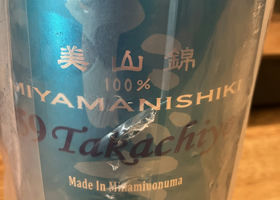 美山錦
100%
MIYAMANISHIKI
59 Takachiyo
Made In Minamiuonuma